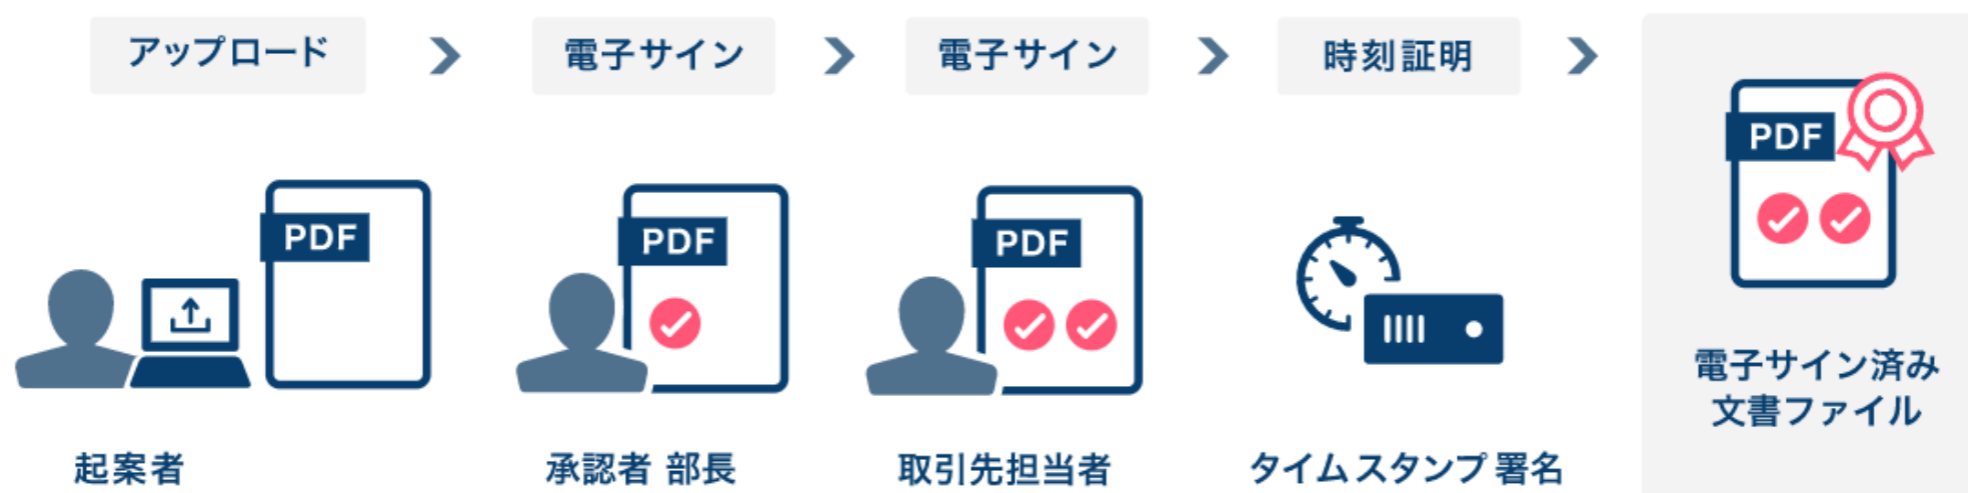 アップロード
電子サイン
電子サイン
時刻証明
PDF
PDF
PDF
PDF
電子サイン済み
文書ファイル
起案者
承認者 部長
取引先担当者
タイムスタンプ署名